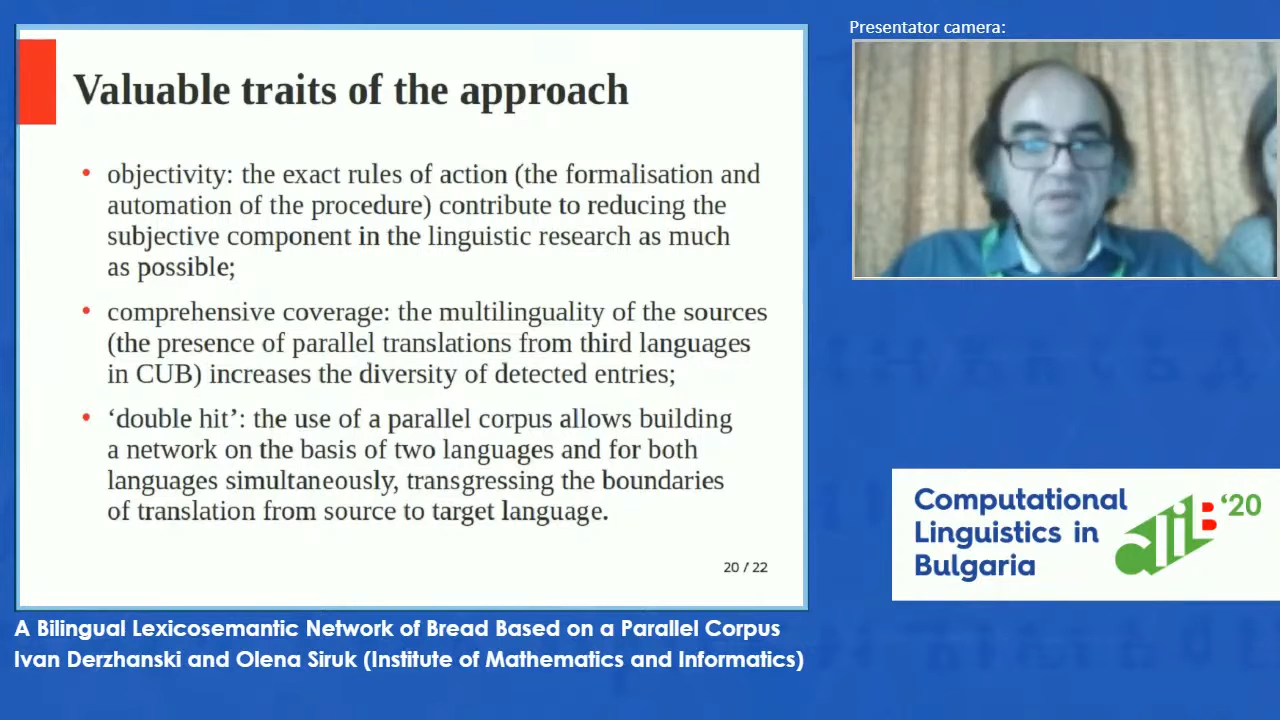 Presentator camera:
Valuable traits of the approach
• objectivity: the exact rules of action (the formalisation and
automation of the procedure) contribute to reducing the
subjective component in the linguistic research as much
as possible;
• comprehensive coverage: the multilinguality of the sources
(the presence of parallel translations from third languages
in CUB) increases the diversity of detected entries;
• ‘double hit’: the use of a parallel corpus allows building
a network on the basis of two languages and for both
languages simultaneously, transgressing the boundaries
of translation from source to target language.
20 / 22
Computational
Linguistics in
Bulgaria
clib ‘20
A Bilingual Lexicosemantic Network of Bread Based on a Parallel Corpus
Ivan Derzhanski and Olena Siruk (Institute of Mathematics and Informatics)